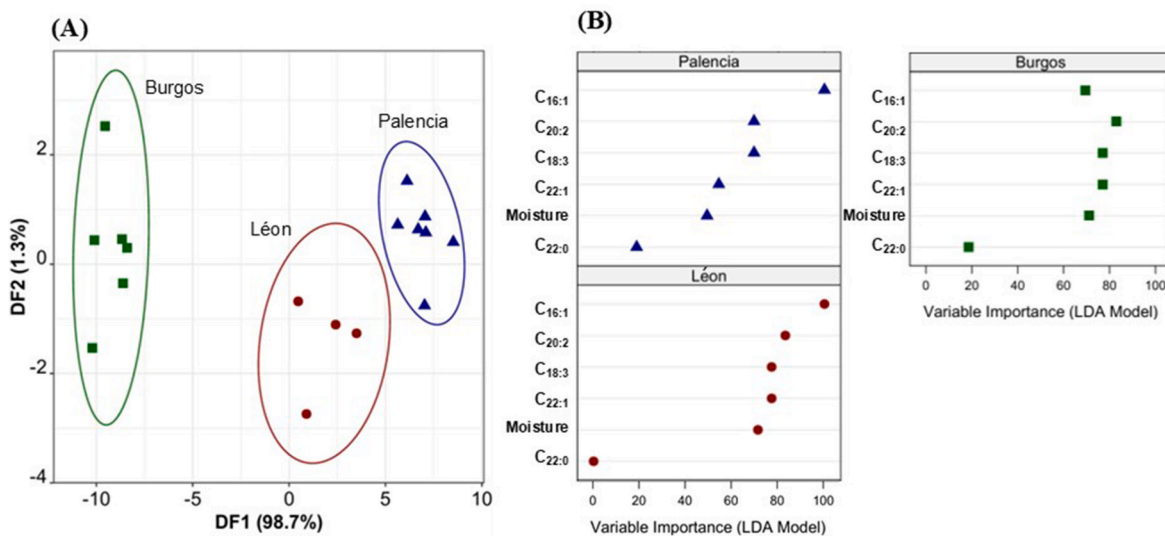 (A)
Burgos
Palencia
Léon
2
0
-2
-4
DF2 (1.3%)
-10
-5
0
5
10
DF1 (98.7%)
(B)
Palencia
C16:1
C20:2
C18:3
C22:1
Moisture
C22:0
Léon
C16:1
C20:2
C18:3
C22:1
Moisture
C22:0
0 20 40 60 80 100
Variable Importance (LDA Model)
Burgos
C16:1
C20:2
C18:3
C22:1
Moisture
C22:0
0 20 40 60 80 100
Variable Importance (LDA Model)